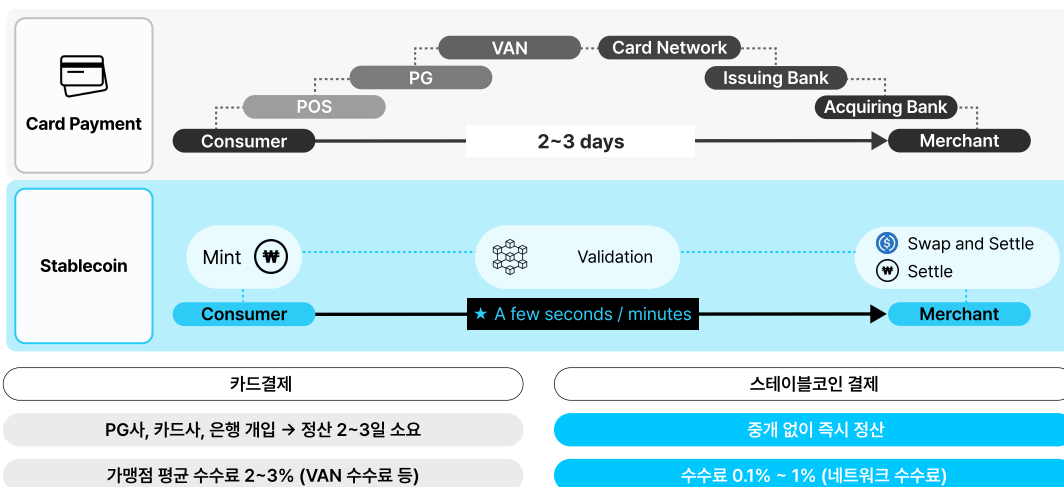 Card Payment
VAN
Card Network
PG
Issuing Bank
POS
Acquiring Bank
Consumer
2~3 days
Merchant
Stablecoin
Mint ₩
Validation
$ Swap and Settle
₩ Settle
Consumer
★ A few seconds / minutes
Merchant
카드결제
스테이블코인 결제
PG사, 카드사, 은행 개입 → 정산 2~3일 소요
중개 없이 즉시 정산
가맹점 평균 수수료 2~3% (VAN 수수료 등)
수수료 0.1% ~ 1% (네트워크 수수료)